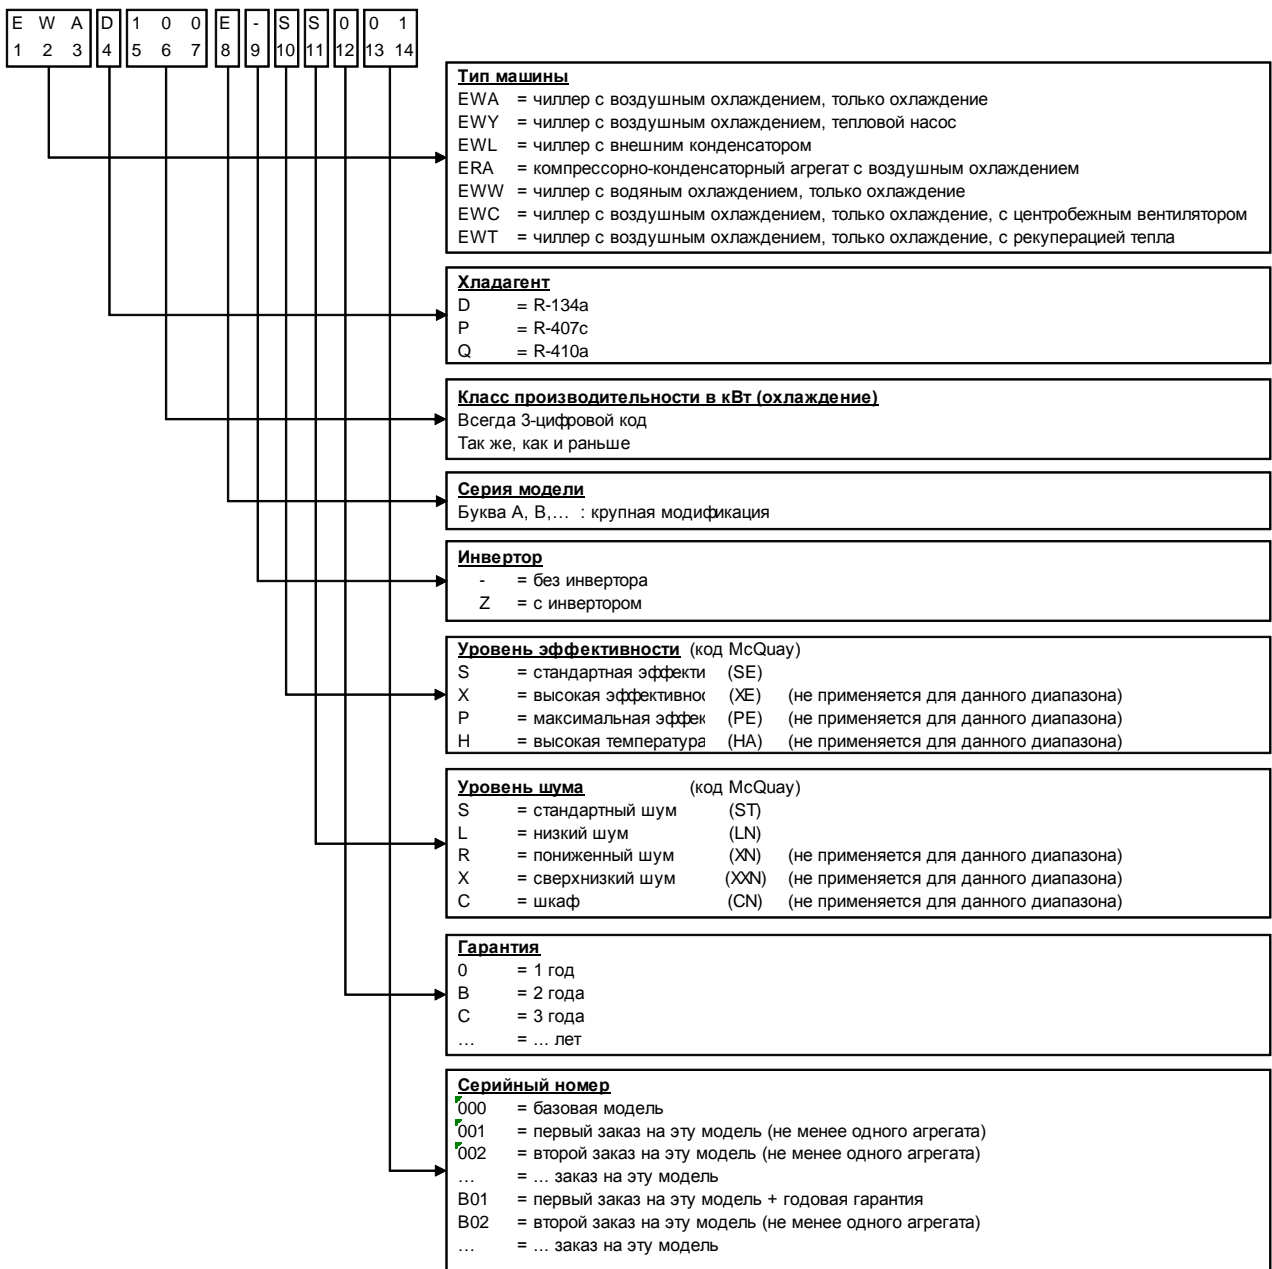 E W A D 1 0 0 E - S S 0 0 1
1 2 3 4 5 6 7 8 9 10 11 12 13 14
Тип машины
EWA = чиллер с воздушным охлаждением, только охлаждение
EWY = чиллер с воздушным охлаждением, тепловой насос
EWL = чиллер с внешним конденсатором
ERA = компрессорно-конденсаторный агрегат с воздушным охлаждением
EWW = чиллер с водяным охлаждением, только охлаждение
EWC = чиллер с воздушным охлаждением, только охлаждение, с центробежным вентилятором
EWT = чиллер с воздушным охлаждением, только охлаждение, с рекуперацией тепла
Хладагент
D = R-134a
P = R-407c
Q = R-410a
Класс производительности в кВт (охлаждение)
Всегда 3-цифровой код
Так же, как и раньше
Серия модели
Буква А, В,… : крупная модификация
Инвертор
- = без инвертора
Z = с инвертором
Уровень эффективности (код McQuay)
S = стандартная эффекти (SE)
X = высокая эффективнос (XE) (не применяется для данного диапазона)
P = максимальная эффек (PE) (не применяется для данного диапазона)
H = высокая температура (HA) (не применяется для данного диапазона)
Уровень шума (код McQuay)
S = стандартный шум (ST)
L = низкий шум (LN)
R = пониженный шум (XN) (не применяется для данного диапазона)
X = сверхнизкий шум (XXN) (не применяется для данного диапазона)
C = шкаф (CN) (не применяется для данного диапазона)
Гарантия
0 = 1 год
B = 2 года
C = 3 года
… = ... лет
Серийный номер
000 = базовая модель
001 = первый заказ на эту модель (не менее одного агрегата)
002 = второй заказ на эту модель (не менее одного агрегата)
… = ... заказ на эту модель
B01 = первый заказ на эту модель + годовая гарантия
B02 = второй заказ на эту модель (не менее одного агрегата)
… = ... заказ на эту модель